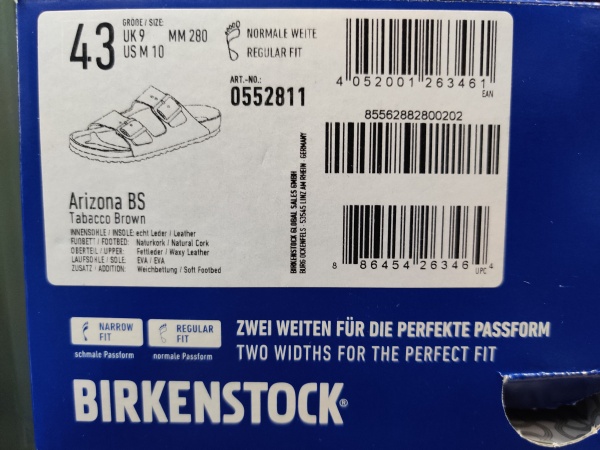 43
GRÖßE / SIZE:
UK 9 MM 280
US M 10
NORMALE WEITE
REGULAR FIT
ART.-NO.:
0552811
4 052001 263461
EAN
85562882800202
8 86454 26346 4
UPC
BIRKENSTOCK GLOBAL SALES GMBH
BURG OCKENFELS · 53545 LINZ AM RHEIN · GERMANY
Arizona BS
Tabacco Brown
INNENSOHLE / INSOLE: echt Leder / Leather
FUßBETT / FOOTBED: Naturkork / Natural Cork
OBERTEIL / UPPER: Fettleder / Waxy Leather
LAUFSOHLE / SOLE: EVA / EVA
ZUSATZ / ADDITION: Weichbettung / Soft Footbed
NARROW FIT
schmale Passform
REGULAR FIT
normale Passform
ZWEI WEITEN FÜR DIE PERFEKTE PASSFORM
TWO WIDTHS FOR THE PERFECT FIT
BIRKENSTOCK®